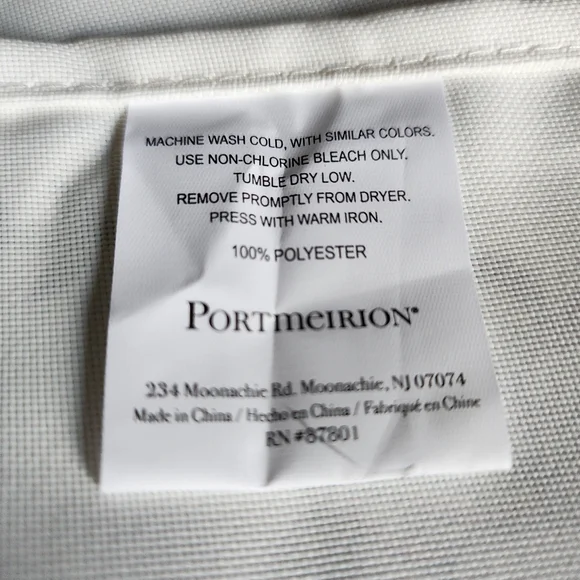 MACHINE WASH COLD, WITH SIMILAR COLORS.
USE NON-CHLORINE BLEACH ONLY.
TUMBLE DRY LOW.
REMOVE PROMPTLY FROM DRYER.
PRESS WITH WARM IRON.
100% POLYESTER
PORTMEIRION®
234 Moonachie Rd. Moonachie, NJ 07074
Made in China / Hecho en China / Fabriqué en Chine
RN #87801